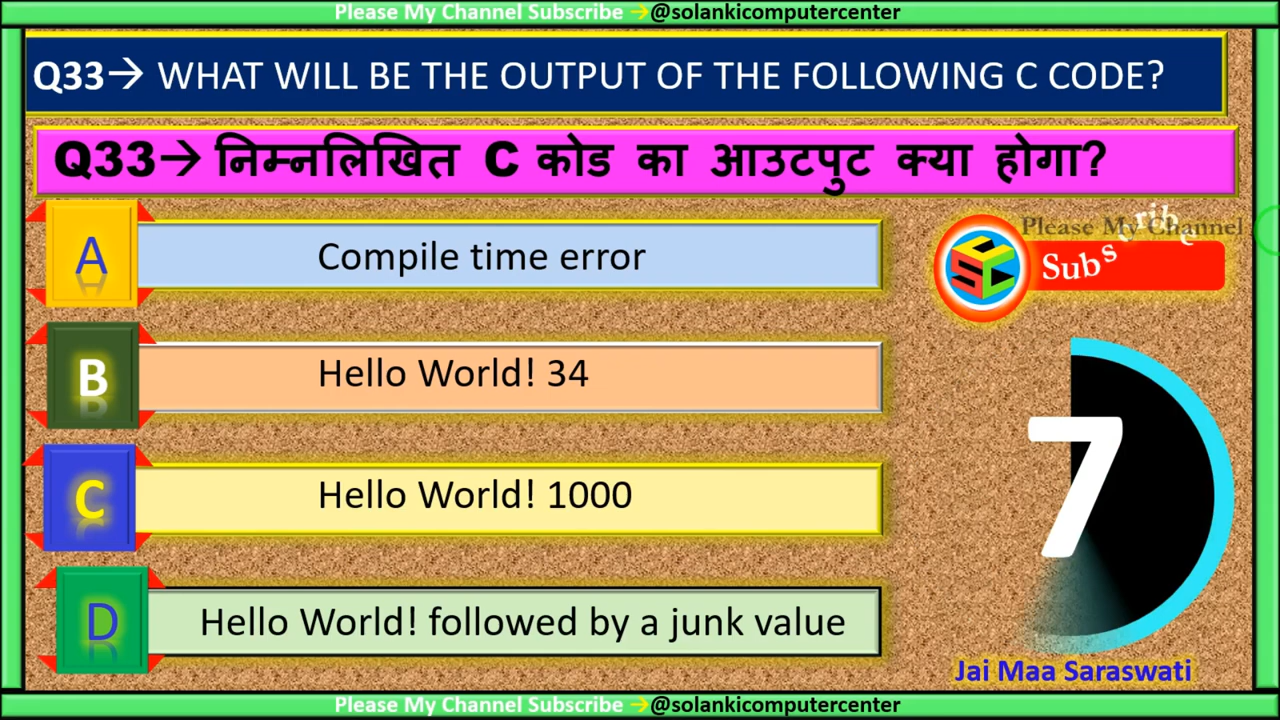 Please My Channel Subscribe →@solankicomputercenter
Q33→ WHAT WILL BE THE OUTPUT OF THE FOLLOWING C CODE?
Q33→ निम्नलिखित C कोड का आउटपुट क्या होगा?
A Compile time error
Please My Channel
Subscribe
SCC
B Hello World! 34
7
C Hello World! 1000
D Hello World! followed by a junk value
Jai Maa Saraswati
Please My Channel Subscribe →@solankicomputercenter